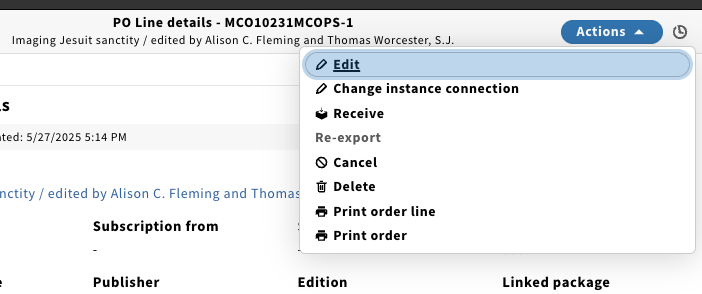 PO Line details - MCO10231MCOPS-1
Imaging Jesuit sanctity / edited by Alison C. Fleming and Thomas Worcester, S.J.
Actions
Edit
Change instance connection
Receive
Re-export
Cancel
Delete
Print order line
Print order
5/27/2025 5:14 PM
/ edited by Alison C. Fleming and Thomas
Subscription from
-
Publisher
Edition
Linked package